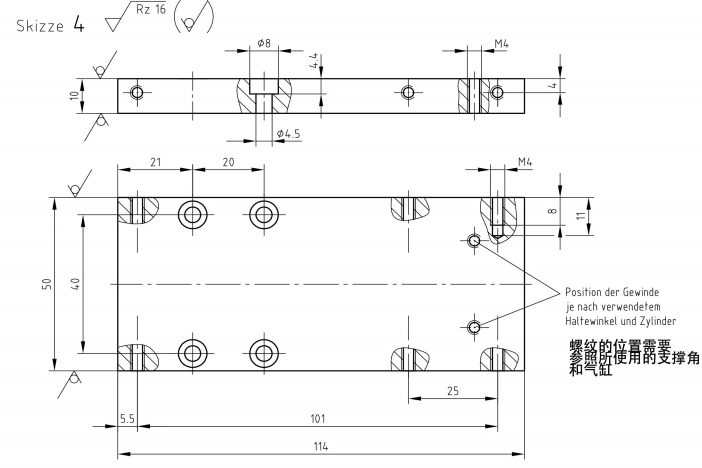 Skizze 4
Rz 16
Ø8
4.4
M4
10
4
Ø4.5
21
20
M4
8
11
50
40
Position der Gewinde
je nach verwendetem
Haltewinkel und Zylinder
螺纹的位置需要
参照所使用的支撑角
和气缸
25
5.5
101
114